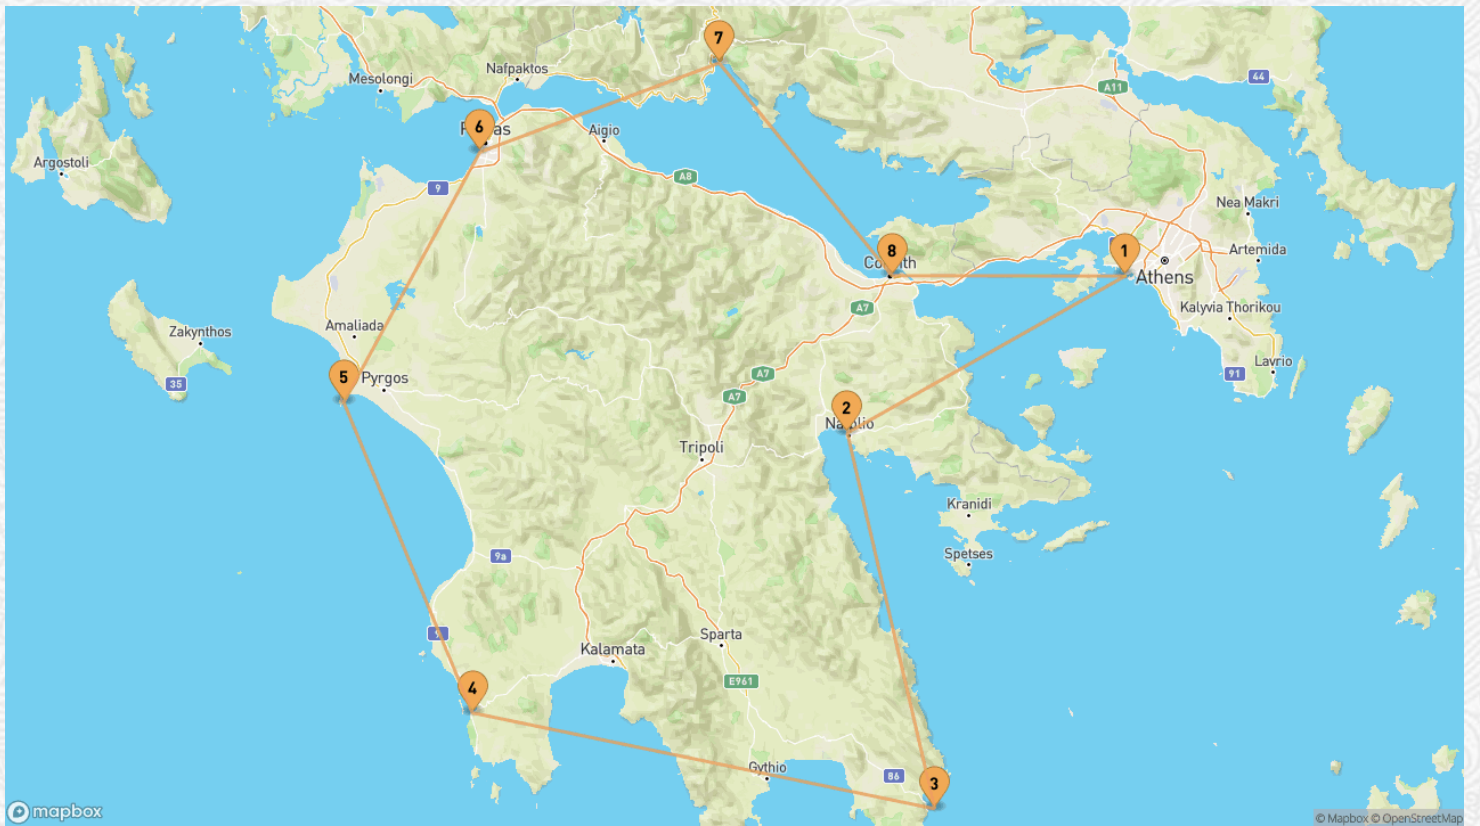 7
44
Nafpaktos
Mesolongi
A11
6
Aigio
Argostoli
A8
9
Nea Makri
8
1
Artemida
Athens
A7
Kalyvia Thorikou
Zakynthos
Amaliada
Lavrio
5
Pyrgos
A7
91
35
A7
2
Tripoli
Kranidi
9a
Spetses
Sparta
Kalamata
E961
4
Gythio
86
3
mapbox
© Mapbox © OpenStreetMap